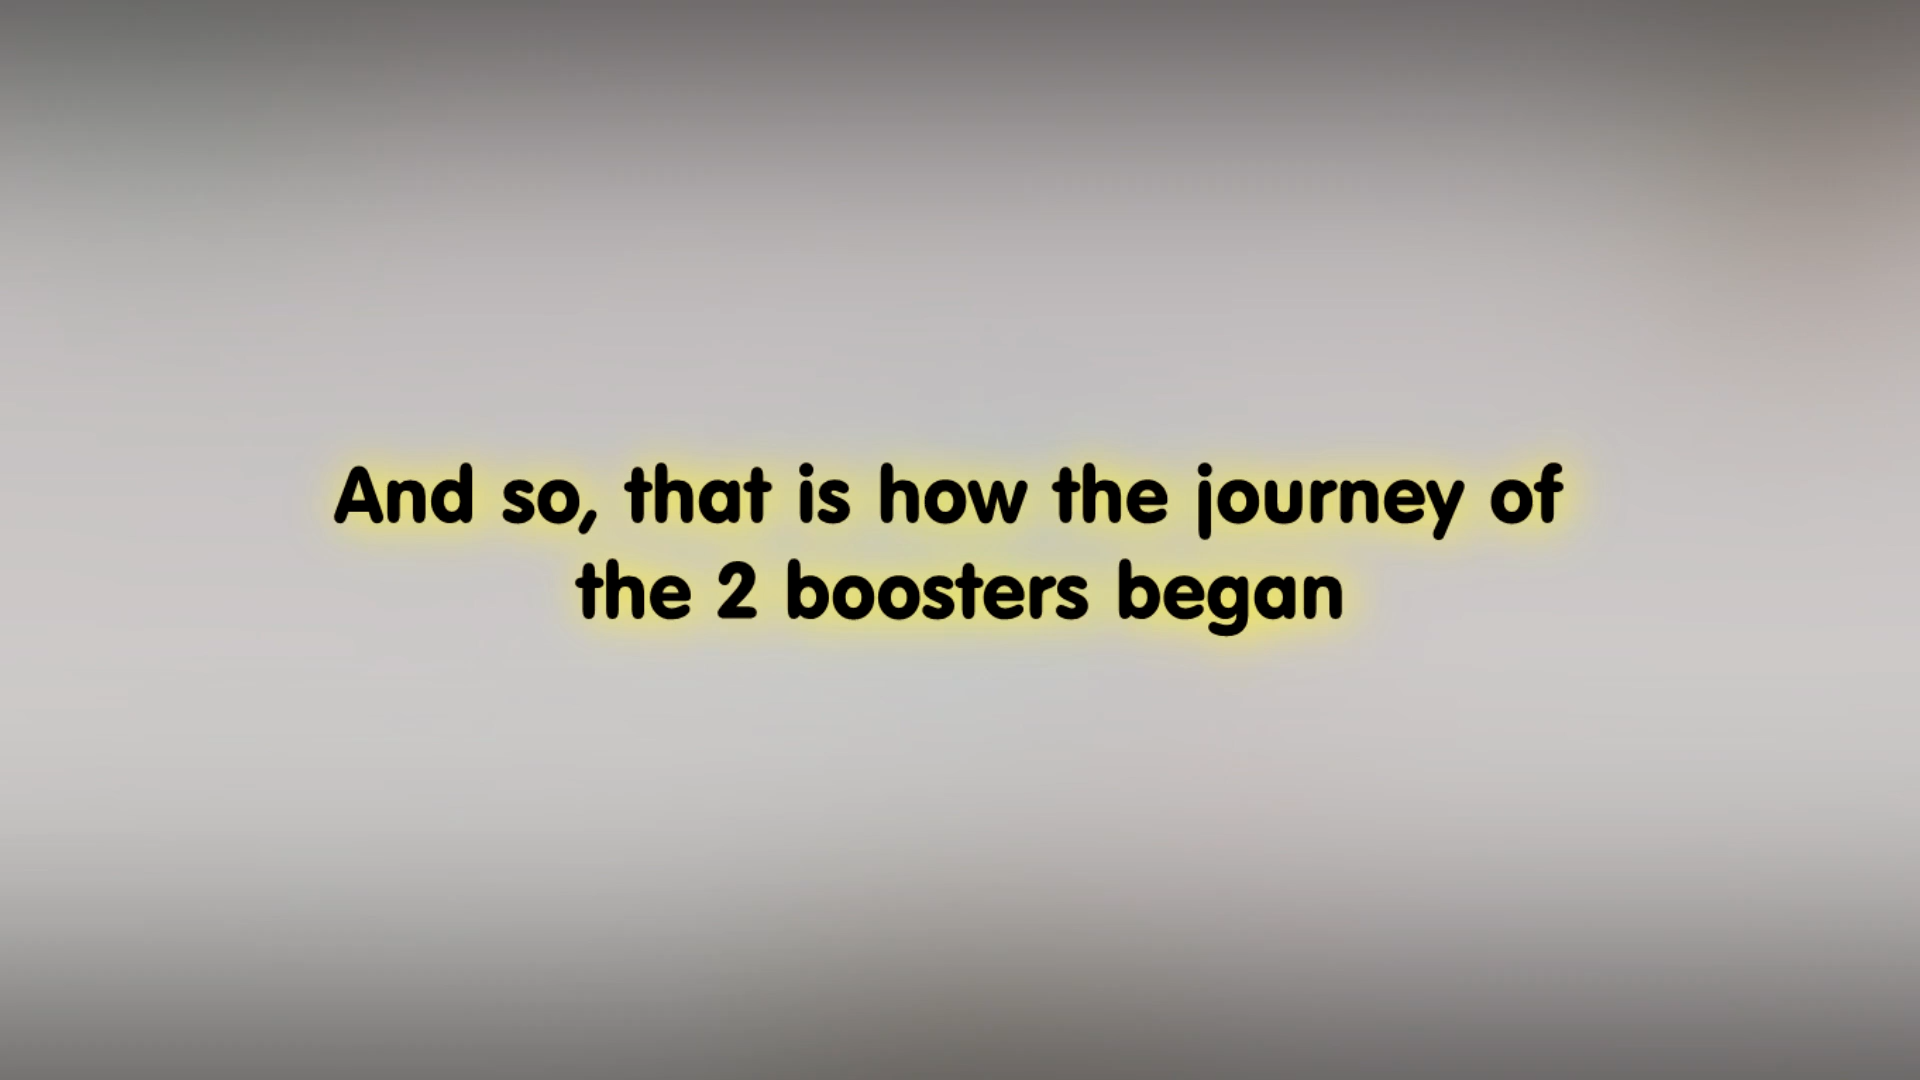 And so, that is how the journey of
the 2 boosters began